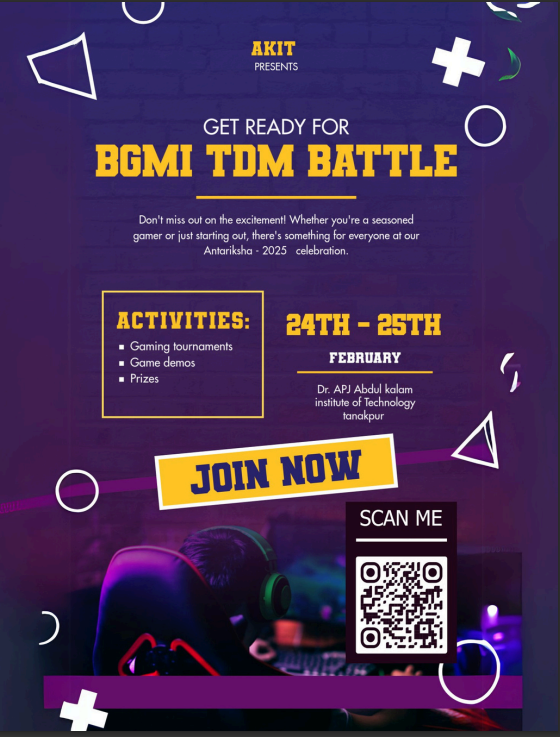 AKIT
PRESENTS
GET READY FOR
BGMI TDM BATTLE
Don't miss out on the excitement! Whether you're a seasoned
gamer or just starting out, there's something for everyone at our
Antariksha - 2025 celebration.
ACTIVITIES:
Gaming tournaments
Game demos
Prizes
24TH - 25TH
FEBRUARY
Dr. APJ Abdul kalam
institute of Technology
tanakpur
JOIN NOW
SCAN ME